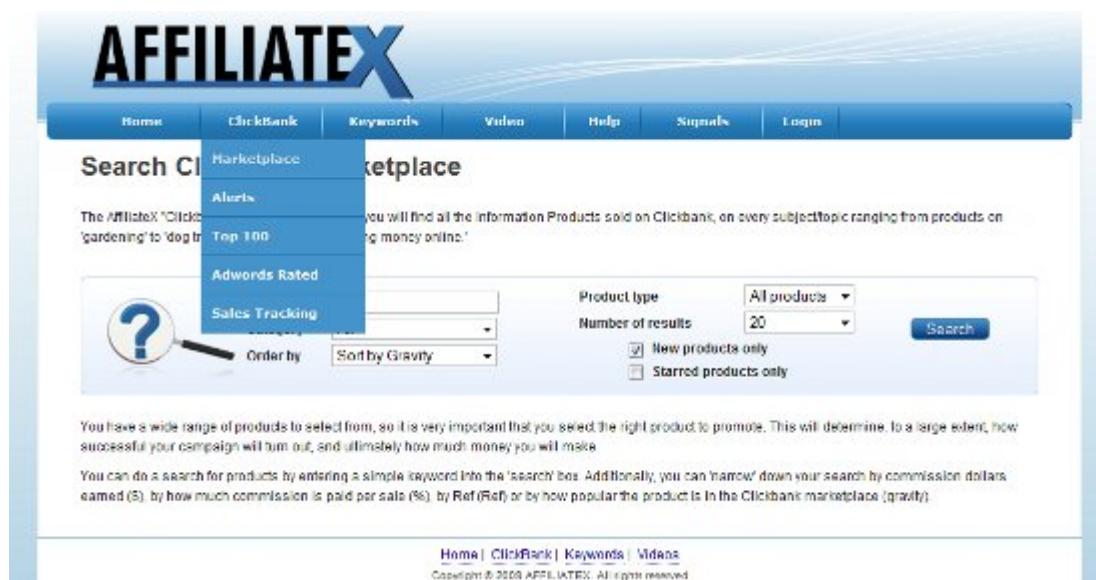 AFFILIATEX
Home ClickBank Keywords Video Help Signals Login
Marketplace
Alerts
Top 100
Adwords Rated
Sales Tracking
Search Cl ketplace
The AffiliateX "Clickb you will find all the Information Products sold on Clickbank, on every subject/topic ranging from products on
'gardening' to 'dog tr ng money online.'
Product type All products
Number of results 20
Search
Order by Sort by Gravity
New products only
Starred products only
You have a wide range of products to select from, so it is very important that you select the right product to promote. This will determine, to a large extent, how
successful your campaign will turn out, and ultimately how much money you will make
You can do a search for products by entering a simple keyword into the 'search' box. Additionally, you can 'narrow' down your search by commission dollars
earned ($), by how much commission is paid per sale (%), by Ref (Ref) or by how popular the product is in the Clickbank marketplace (gravity).
Home | ClickBank | Keywords | Videos
Copyright © 2009 AFFILIATEX. All rights reserved